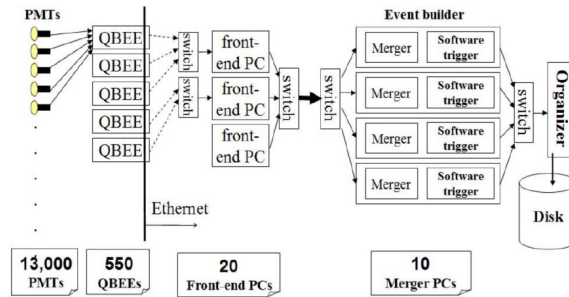 PMTs
Event builder
QBEE
QBEE
QBEE
QBEE
QBEE
switch
switch
front-
end PC
front-
end PC
front-
end PC
switch
switch
Merger
Software
trigger
Merger
Software
trigger
Merger
Software
trigger
Merger
Software
trigger
switch
Organizer
Disk
Ethernet
13,000
PMTs
550
QBEEs
20
Front-end PCs
10
Merger PCs